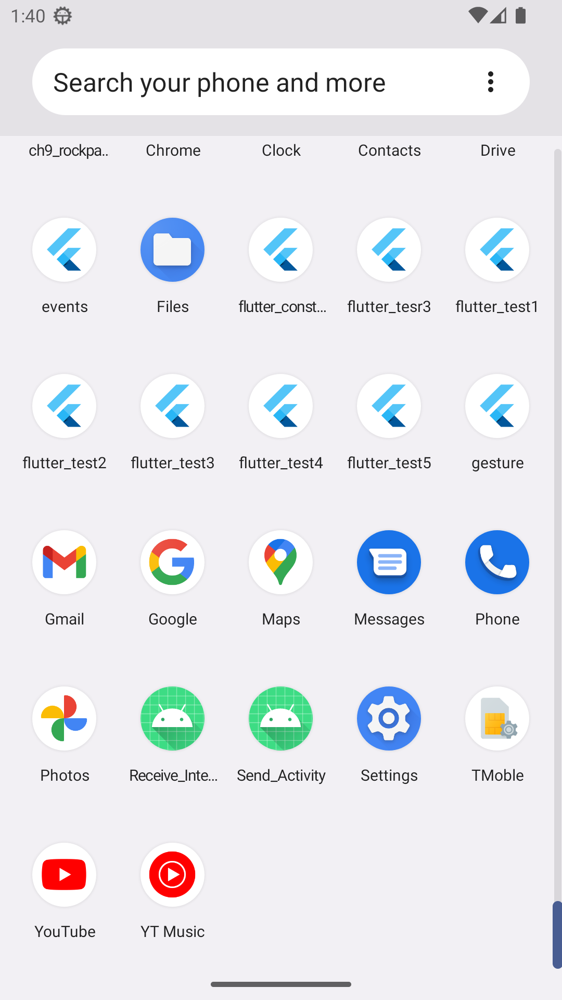 1:40
Search your phone and more
ch9_rockpa..
Chrome
Clock
Contacts
Drive
events
Files
flutter_const...
flutter_tesr3
flutter_test1
flutter_test2
flutter_test3
flutter_test4
flutter_test5
gesture
Gmail
Google
Maps
Messages
Phone
Photos
Receive_Inte...
Send_Activity
Settings
TMoble
YouTube
YT Music